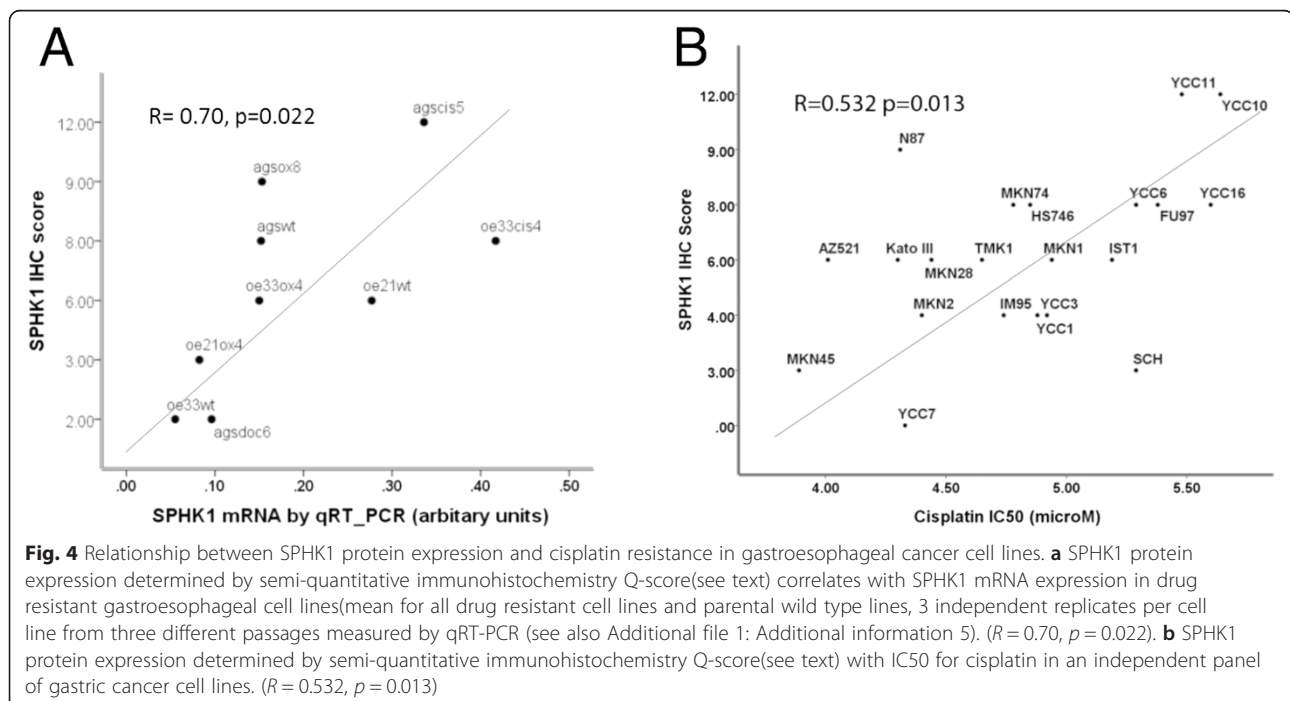 A
R= 0.70, p=0.022
SPHK1 IHC score
12.00
9.00
8.00
6.00
3.00
2.00
agscis5
agsox8
agswt
oe33cis4
oe33ox4
oe21wt
oe21ox4
oe33wt
agsdoc6
.00 .10 .20 .30 .40 .50
SPHK1 mRNA by qRT_PCR (arbitary units)
B
R=0.532 p=0.013
SPHK1 IHC Score
12.00
9.00
8.00
6.00
4.00
3.00
.00
YCC11
YCC10
N87
MKN74
HS746
YCC6
FU97
YCC16
AZ521
Kato III
MKN28
TMK1
MKN1
IST1
MKN2
IM95
YCC3
YCC1
MKN45
SCH
YCC7
4.00 4.50 5.00 5.50
Cisplatin IC50 (microM)
Fig. 4 Relationship between SPHK1 protein expression and cisplatin resistance in gastroesophageal cancer cell lines. a SPHK1 protein
expression determined by semi-quantitative immunohistochemistry Q-score(see text) correlates with SPHK1 mRNA expression in drug
resistant gastroesophageal cell lines(mean for all drug resistant cell lines and parental wild type lines, 3 independent replicates per cell
line from three different passages measured by qRT-PCR (see also Additional file 1: Additional information 5). (R = 0.70, p = 0.022). b SPHK1
protein expression determined by semi-quantitative immunohistochemistry Q-score(see text) with IC50 for cisplatin in an independent panel
of gastric cancer cell lines. (R = 0.532, p = 0.013)